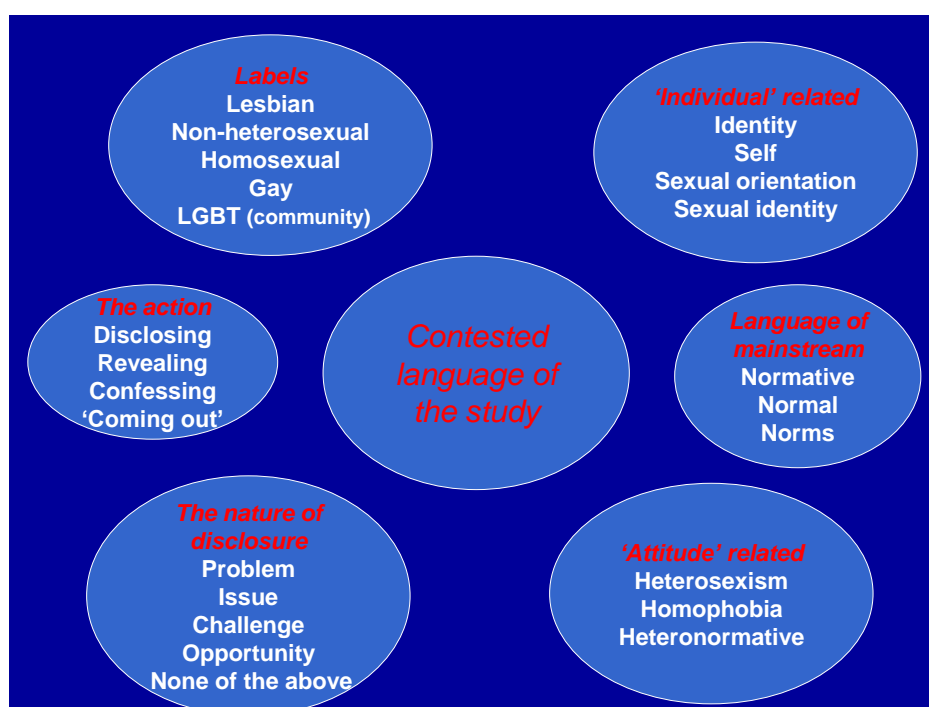 Labels
Lesbian
Non-heterosexual
Homosexual
Gay
LGBT (community)
‘Individual’ related
Identity
Self
Sexual orientation
Sexual identity
The action
Disclosing
Revealing
Confessing
‘Coming out’
Contested
language of
the study
Language of
mainstream
Normative
Normal
Norms
The nature of
disclosure
Problem
Issue
Challenge
Opportunity
None of the above
‘Attitude’ related
Heterosexism
Homophobia
Heteronormative